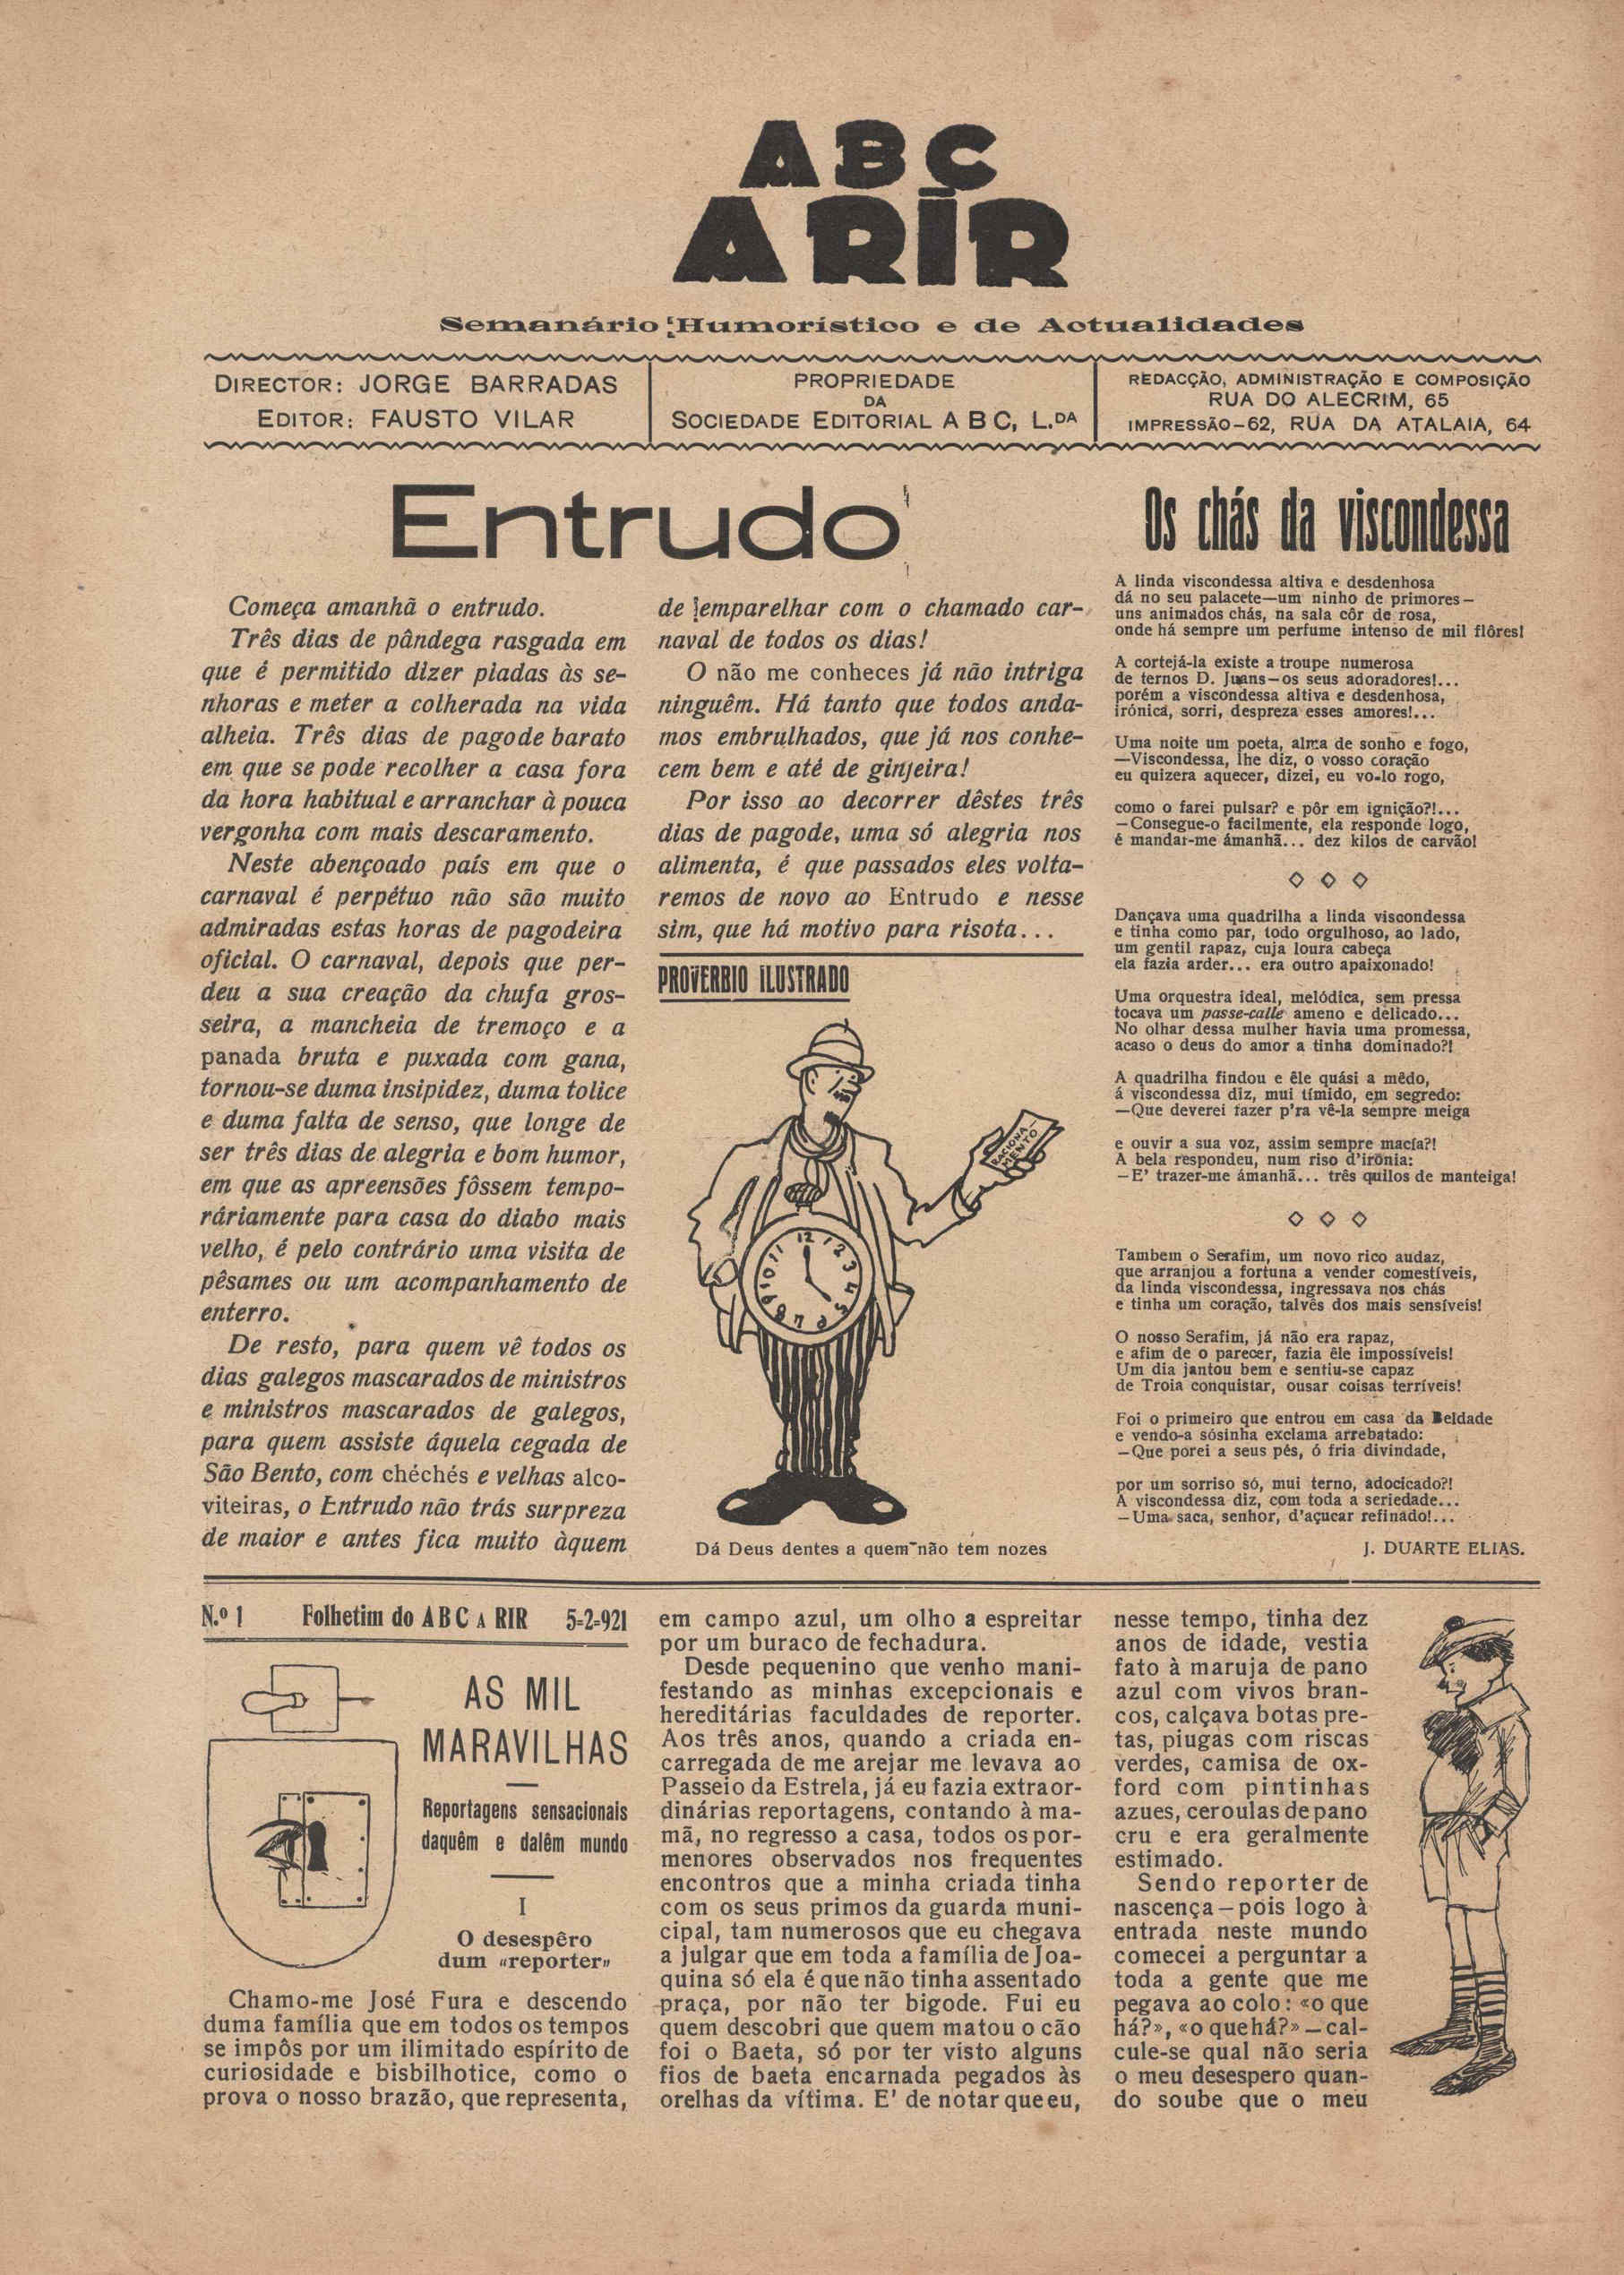 ABC
A RIR
Semanário Humorístico e de Actualidades
DIRECTOR: JORGE BARRADAS
EDITOR: FAUSTO VILAR
PROPRIEDADE
DA
SOCIEDADE EDITORIAL A B C, L.DA
REDACÇÃO, ADMINISTRAÇÃO E COMPOSIÇÃO
RUA DO ALECRIM, 65
IMPRESSÃO-62, RUA DA ATALAIA, 64
Entrudo
Começa amanhã o entrudo.
Três dias de pândega rasgada em
que é permitido dizer piadas às se-
nhoras e meter a colherada na vida
alheia. Três dias de pagode barato
em que se pode recolher a casa fora
da hora habitual e arranchar à pouca
vergonha com mais descaramento.
Neste abençoado país em que o
carnaval é perpétuo não são muito
admiradas estas horas de pagodeira
oficial. O carnaval, depois que per-
deu a sua creação da chufa gros-
seira, a mancheia de tremoço e a
panada bruta e puxada com gana,
tornou-se duma insipidez, duma tolice
e duma falta de senso, que longe de
ser três dias de alegria e bom humor,
em que as apreensões fôssem tempo-
ráriamente para casa do diabo mais
velho, é pelo contrário uma visita de
pêsames ou um acompanhamento de
enterro.
De resto, para quem vê todos os
dias galegos mascarados de ministros
e ministros mascarados de galegos,
para quem assiste áquela cegada de
São Bento, com chéchés e velhas alco-
viteiras, o Entrudo não trás surpreza
de maior e antes fica muito àquem
de emparelhar com o chamado car-
naval de todos os dias!
O não me conheces já não intriga
ninguêm. Há tanto que todos anda-
mos embrulhados, que já nos conhe-
cem bem e até de ginjeira!
Por isso ao decorrer dêstes três
dias de pagode, uma só alegria nos
alimenta, é que passados eles volta-
remos de novo ao Entrudo e nesse
sim, que há motivo para risota...
PROVERBIO ILUSTRADO
RACIONA
MENTO
12
1
2
3
4
5
6
7
8
9
10
11
Dá Deus dentes a quem não tem nozes
Os chás da viscondessa
A linda viscondessa altiva e desdenhosa
dá no seu palacete—um ninho de primores—
uns animados chás, na sala côr de rosa,
onde há sempre um perfume intenso de mil flôres!
A cortejá-la existe a troupe numerosa
de ternos D. Juans—os seus adoradores!...
porém a viscondessa altiva e desdenhosa,
irónica, sorri, despreza esses amores!...
Uma noite um poeta, alma de sonho e fogo,
—Viscondessa, lhe diz, o vosso coração
eu quizera aquecer, dizei, eu vo-lo rogo,
como o farei pulsar? e pôr em ignição?!...
—Consegue-o facilmente, ela responde logo,
é mandar-me ámanhã... dez kilos de carvão!
◇ ◇ ◇
Dançava uma quadrilha a linda viscondessa
e tinha como par, todo orgulhoso, ao lado,
um gentil rapaz, cuja loura cabeça
ela fazia arder... era outro apaixonado!
Uma orquestra ideal, melódica, sem pressa
tocava um passe-calle ameno e delicado...
No olhar dessa mulher havia uma promessa,
acaso o deus do amor a tinha dominado?!
A quadrilha findou e êle quási a mêdo,
á viscondessa diz, mui tímido, em segredo:
—Que deverei fazer p'ra vê-la sempre meiga
e ouvir a sua voz, assim sempre macía?!
A bela respondeu, num riso d'irônia:
—E' trazer-me ámanhã... três quilos de manteiga!
◇ ◇ ◇
Tambem o Serafim, um novo rico audaz,
que arranjou a fortuna a vender comestíveis,
da linda viscondessa, ingressava nos chás
e tinha um coração, talvês dos mais sensíveis!
O nosso Serafim, já não era rapaz,
e afim de o parecer, fazia êle impossíveis!
Um dia jantou bem e sentiu-se capaz
de Troia conquistar, ousar coisas terríveis!
Foi o primeiro que entrou em casa da Beldade
e vendo-a sósinha exclama arrebatado:
—Que porei a seus pés, ó fria divindade,
por um sorriso só, mui terno, adocicado?!
A viscondessa diz, com toda a seriedade...
—Uma saca, senhor, d'açucar refinado!...
J. DUARTE ELIAS.
N.º 1 Folhetim do A B C A RIR 5-2-921
AS MIL
MARAVILHAS
Reportagens sensacionais
daquêm e dalêm mundo
I
O desespêro
dum «reporter»
Chamo-me José Fura e descendo
duma família que em todos os tempos
se impôs por um ilimitado espírito de
curiosidade e bisbilhotice, como o
prova o nosso brazão, que representa,
em campo azul, um olho a espreitar
por um buraco de fechadura.
Desde pequenino que venho mani-
festando as minhas excepcionais e
hereditárias faculdades de reporter.
Aos três anos, quando a criada en-
carregada de me arejar me levava ao
Passeio da Estrela, já eu fazia extraor-
dinárias reportagens, contando à ma-
mã, no regresso a casa, todos os por-
menores observados nos frequentes
encontros que a minha criada tinha
com os seus primos da guarda muni-
cipal, tam numerosos que eu chegava
a julgar que em toda a família de Joa-
quina só ela é que não tinha assentado
praça, por não ter bigode. Fui eu
quem descobri que quem matou o cão
foi o Baeta, só por ter visto alguns
fios de baeta encarnada pegados às
orelhas da vítima. E' de notar que eu,
nesse tempo, tinha dez
anos de idade, vestia
fato à maruja de pano
azul com vivos bran-
cos, calçava botas pre-
tas, piugas com riscas
verdes, camisa de ox-
ford com pintinhas
azues, ceroulas de pano
cru e era geralmente
estimado.
Sendo reporter de
nascença—pois logo à
entrada neste mundo
comecei a perguntar a
toda a gente que me
pegava ao colo: «o que
há?», «o que há?»—cal-
cule-se qual não seria
o meu desespero quan-
do soube que o meu